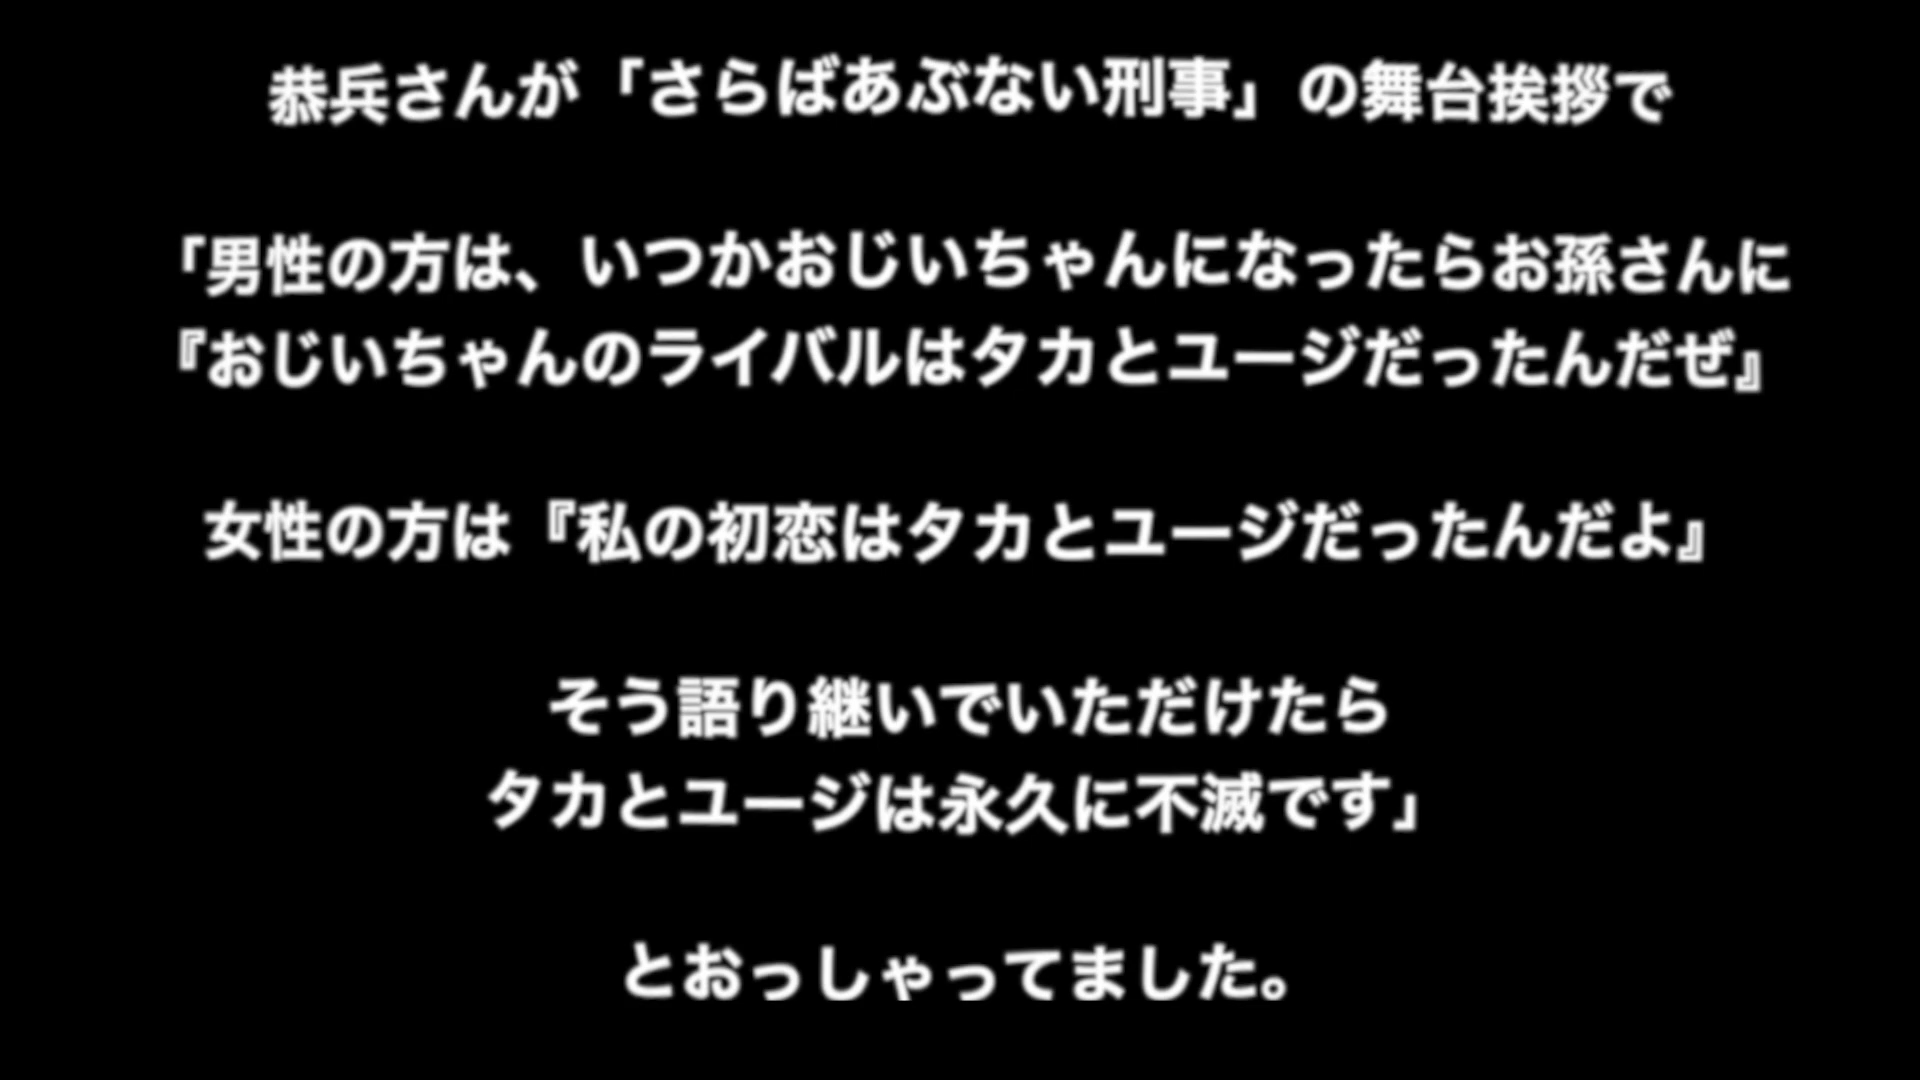 恭兵さんが「さらばあぶない刑事」の舞台挨拶で
「男性の方は、いつかおじいちゃんになったらお孫さんに
『おじいちゃんのライバルはタカとユージだったんだぜ』
女性の方は『私の初恋はタカとユージだったんだよ』
そう語り継いでいただけたら
タカとユージは永久に不滅です」
とおっしゃってました。